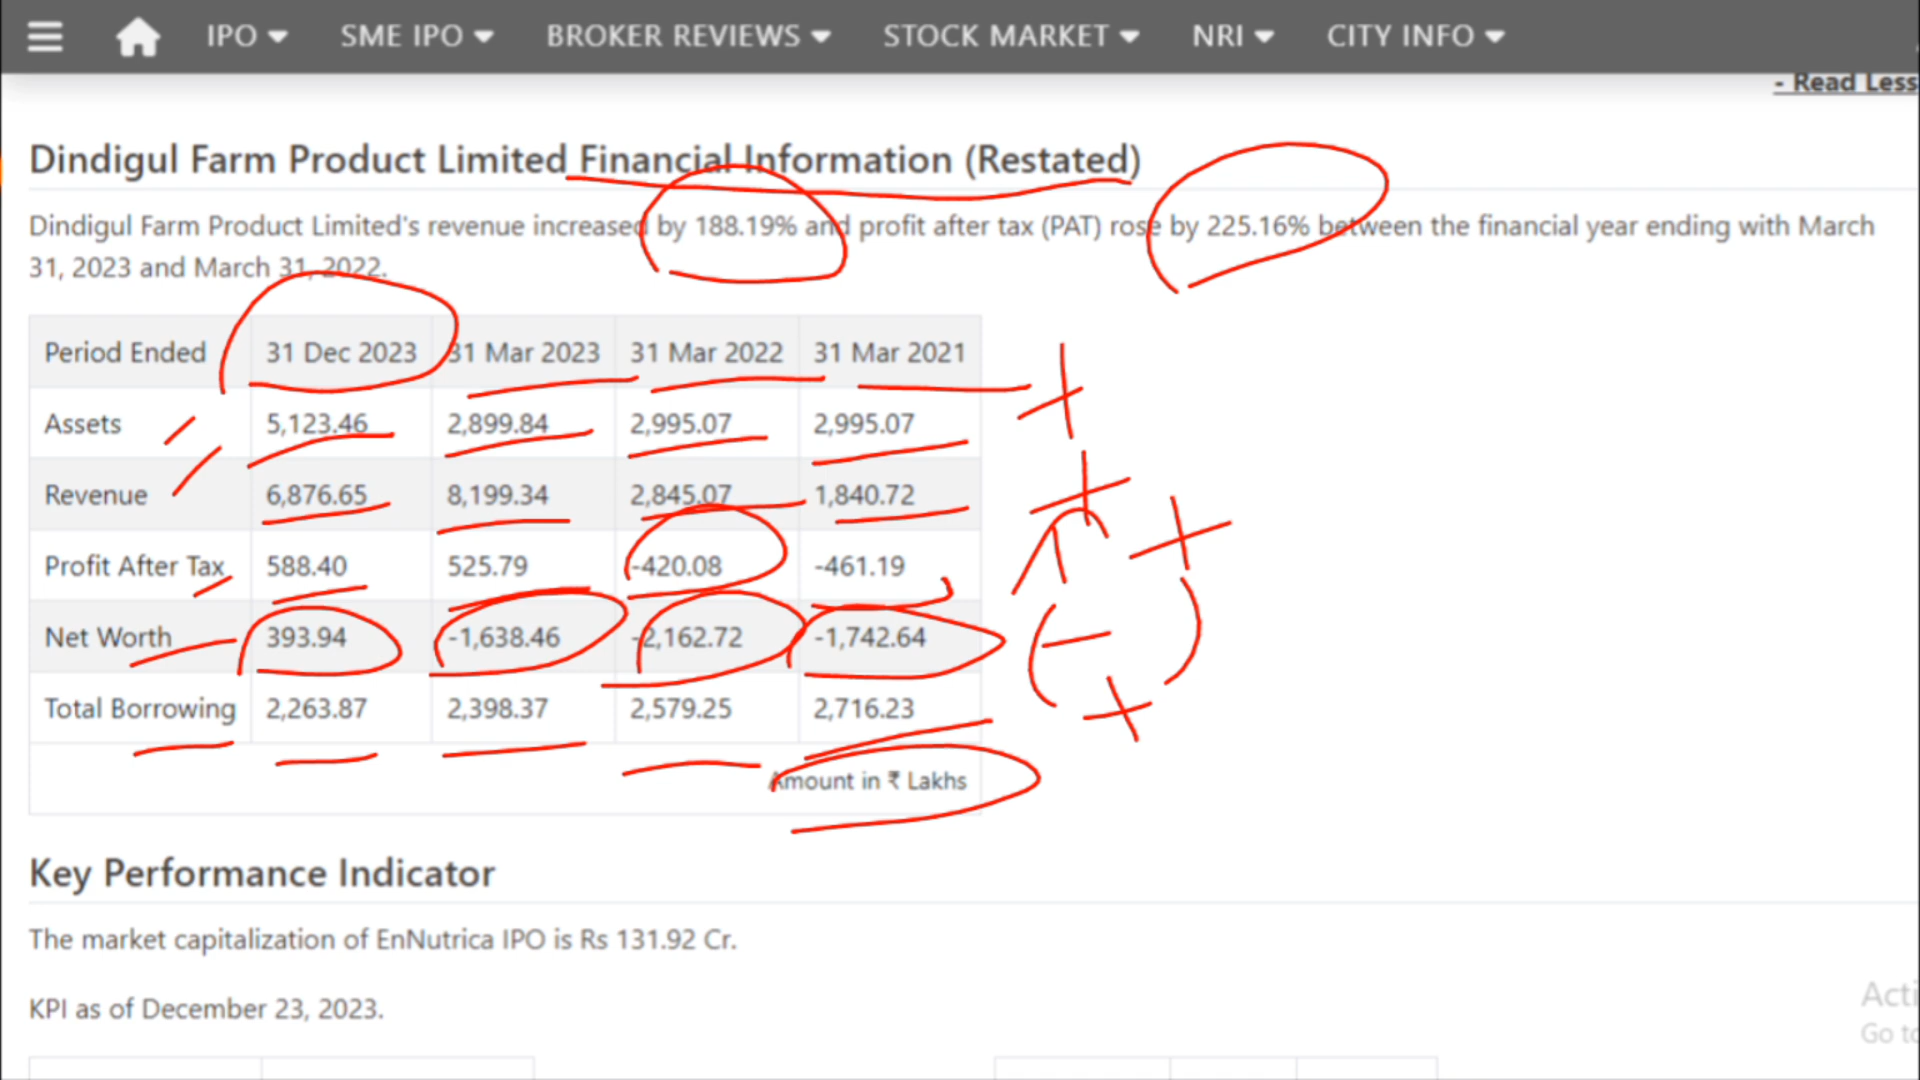 IPO SME IPO BROKER REVIEWS STOCK MARKET NRI CITY INFO
- Read Less
Dindigul Farm Product Limited Financial Information (Restated)
Dindigul Farm Product Limited's revenue increased by 188.19% and profit after tax (PAT) rose by 225.16% between the financial year ending with March
31, 2023 and March 31, 2022.
Period Ended 31 Dec 2023 31 Mar 2023 31 Mar 2022 31 Mar 2021
Assets 5,123.46 2,899.84 2,995.07 2,995.07
Revenue 6,876.65 8,199.34 2,845.07 1,840.72
Profit After Tax 588.40 525.79 -420.08 -461.19
Net Worth 393.94 -1,638.46 -2,162.72 -1,742.64
Total Borrowing 2,263.87 2,398.37 2,579.25 2,716.23
Amount in ₹ Lakhs
Key Performance Indicator
The market capitalization of EnNutrica IPO is Rs 131.92 Cr.
KPI as of December 23, 2023.
Go to